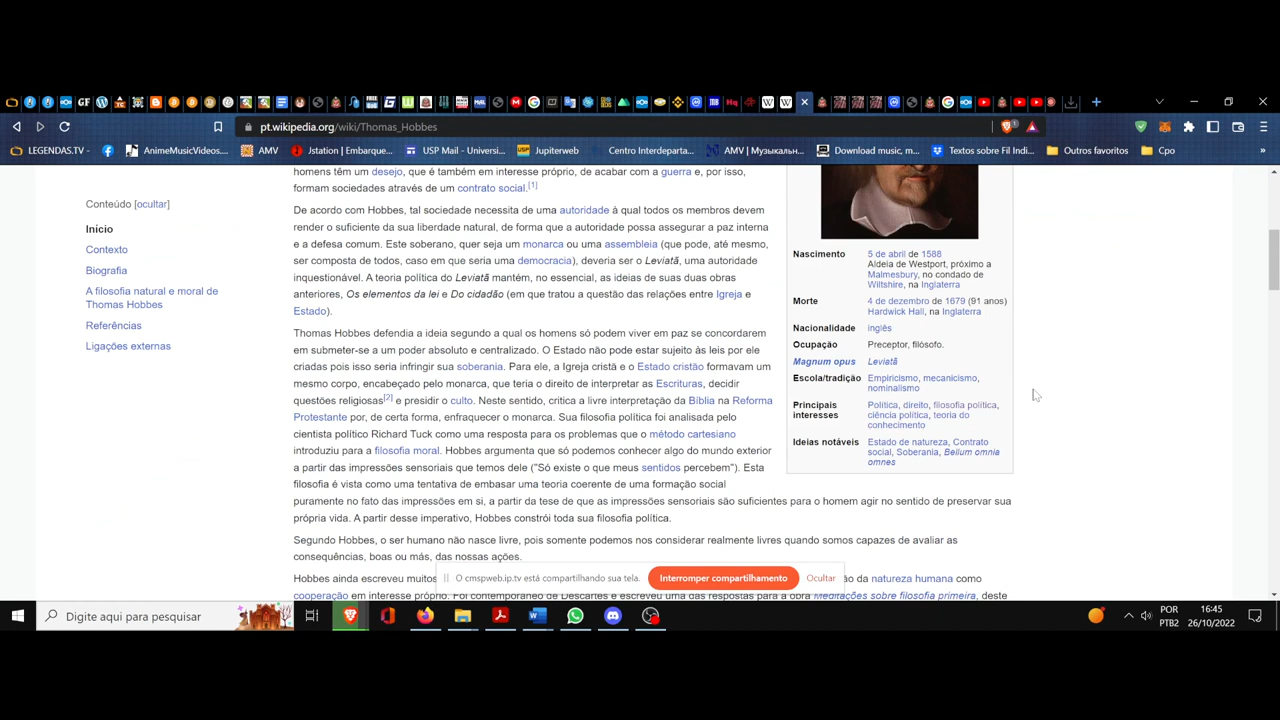 pt.wikipedia.org/wiki/Thomas_Hobbes
1
LEGENDAS.TV - AnimeMusicVideos.... AMV Jstation | Embarque... USP Mail - Universi... Jupiterweb Centro Interdeparta... AMV | Музыкальн... Download music, m... Textos sobre Fil Indi... Outros favoritos Cpo »
homens têm um desejo, que é também em interesse próprio, de acabar com a guerra e, por isso,
formam sociedades através de um contrato social.[1]
Conteúdo [ocultar]
Início
Contexto
Biografia
A filosofia natural e moral de
Thomas Hobbes
Referências
Ligações externas
De acordo com Hobbes, tal sociedade necessita de uma autoridade à qual todos os membros devem
render o suficiente da sua liberdade natural, de forma que a autoridade possa assegurar a paz interna
e a defesa comum. Este soberano, quer seja um monarca ou uma assembleia (que pode, até mesmo,
ser composta de todos, caso em que seria uma democracia), deveria ser o Leviatã, uma autoridade
inquestionável. A teoria política do Leviatã mantém, no essencial, as ideias de suas duas obras
anteriores, Os elementos da lei e Do cidadão (em que tratou a questão das relações entre Igreja e
Estado).
Thomas Hobbes defendia a ideia segundo a qual os homens só podem viver em paz se concordarem
em submeter-se a um poder absoluto e centralizado. O Estado não pode estar sujeito às leis por ele
criadas pois isso seria infringir sua soberania. Para ele, a Igreja cristã e o Estado cristão formavam um
mesmo corpo, encabeçado pelo monarca, que teria o direito de interpretar as Escrituras, decidir
questões religiosas[2] e presidir o culto. Neste sentido, critica a livre interpretação da Bíblia na Reforma
Protestante por, de certa forma, enfraquecer o monarca. Sua filosofia política foi analisada pelo
cientista político Richard Tuck como uma resposta para os problemas que o método cartesiano
introduziu para a filosofia moral. Hobbes argumenta que só podemos conhecer algo do mundo exterior
a partir das impressões sensoriais que temos dele ("Só existe o que meus sentidos percebem"). Esta
filosofia é vista como uma tentativa de embasar uma teoria coerente de uma formação social
puramente no fato das impressões em si, a partir da tese de que as impressões sensoriais são suficientes para o homem agir no sentido de preservar sua
própria vida. A partir desse imperativo, Hobbes constrói toda sua filosofia política.
Segundo Hobbes, o ser humano não nasce livre, pois somente podemos nos considerar realmente livres quando somos capazes de avaliar as
consequências, boas ou más, das nossas ações.
Hobbes ainda escreveu muitos
ão da natureza humana como
cooperação em interesse próprio. Foi contemporâneo de Descartes e escreveu uma das respostas para a obra Meditações sobre filosofia primeira, deste
Nascimento 5 de abril de 1588
Aldeia de Westport, próximo a
Malmesbury, no condado de
Wiltshire, na Inglaterra
Morte 4 de dezembro de 1679 (91 anos)
Hardwick Hall, na Inglaterra
Nacionalidade inglês
Ocupação Preceptor, filósofo.
Magnum opus Leviatã
Escola/tradição Empiricismo, mecanicismo,
nominalismo
Principais interesses Política, direito, filosofia política,
ciência política, teoria do
conhecimento
Ideias notáveis Estado de natureza, Contrato
social, Soberania, Bellum omnia
omnes
O cmspweb.ip.tv está compartilhando sua tela. Interromper compartilhamento Ocultar
Digite aqui para pesquisar
POR
PTB2
16:45
26/10/2022